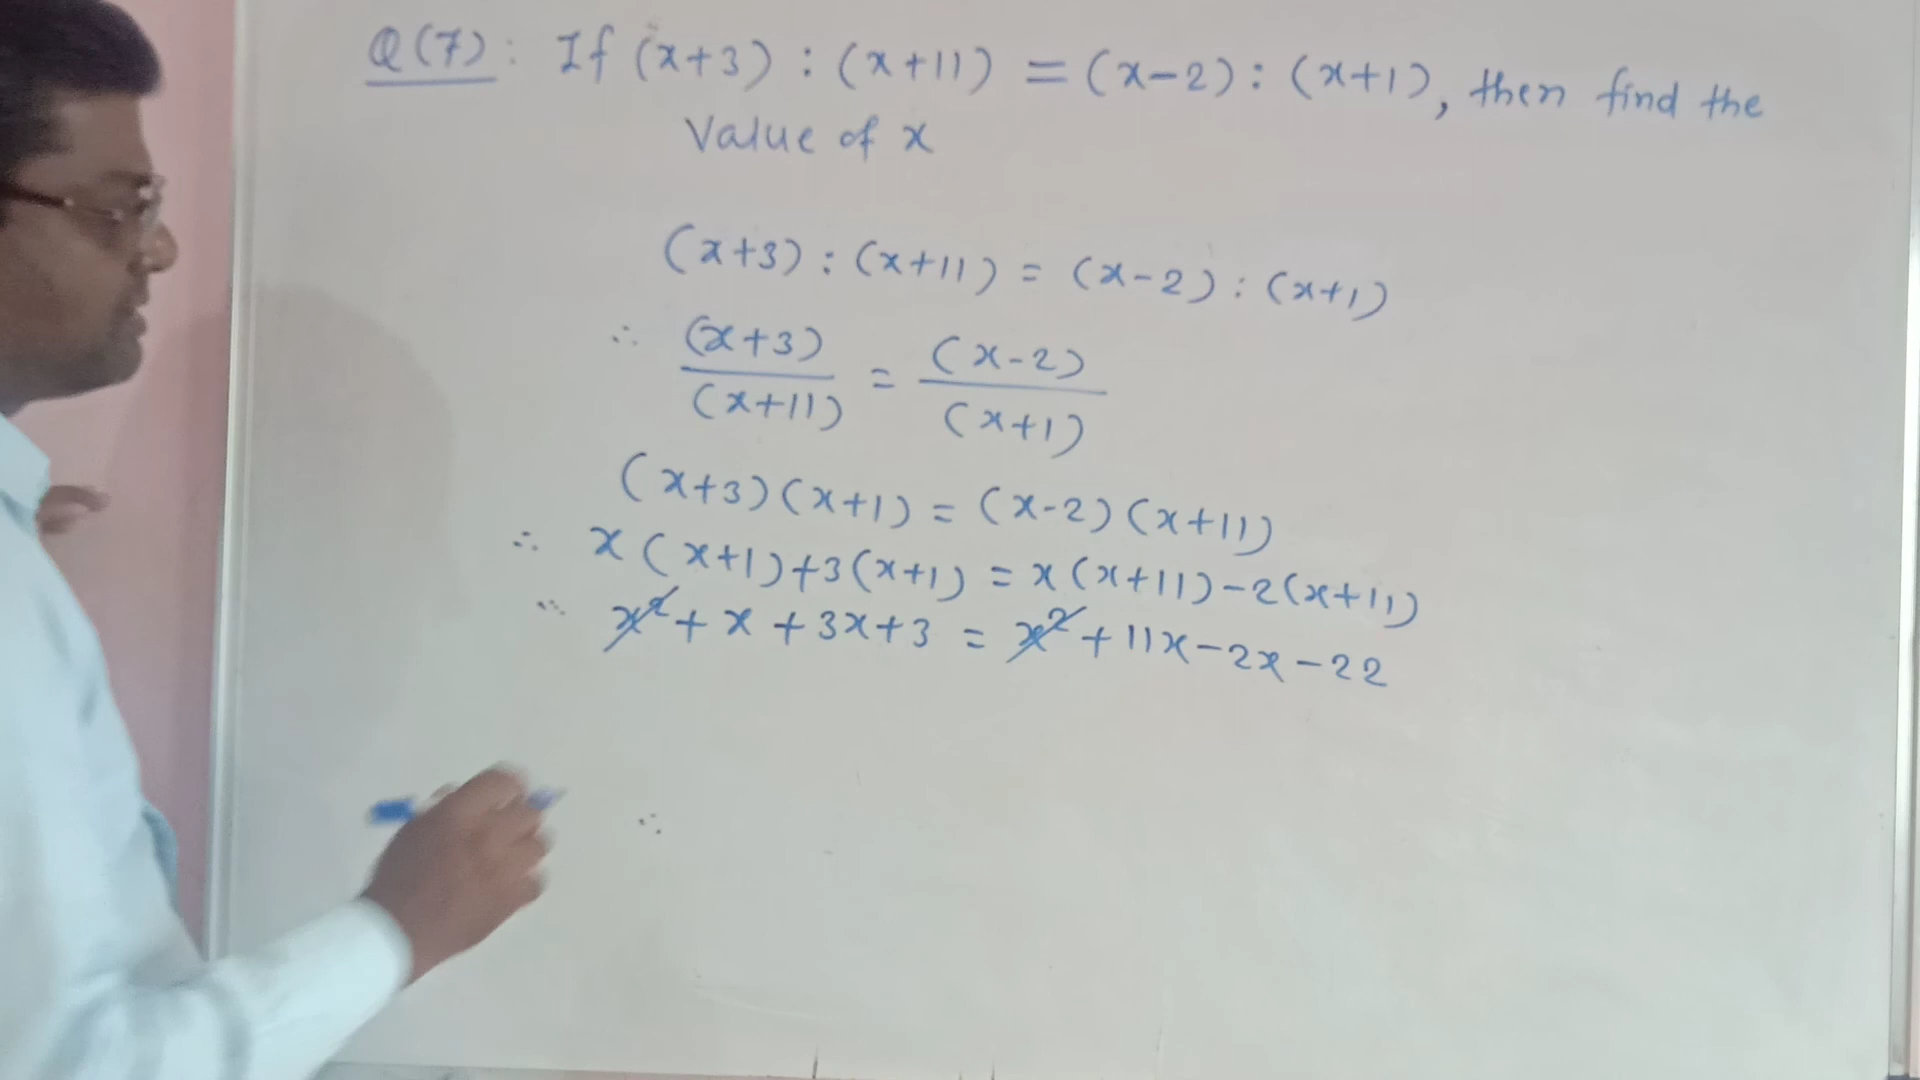 Q(7): If (x+3) : (x+11) = (x-2) : (x+1), then find the
Value of x
(x+3) : (x+11) = (x-2) : (x+1)
∴ (x+3)/(x+11) = (x-2)/(x+1)
(x+3)(x+1) = (x-2)(x+11)
∴ x(x+1)+3(x+1) = x(x+11)-2(x+11)
∴ x²+x+3x+3 = x²+11x-2x-22
∴